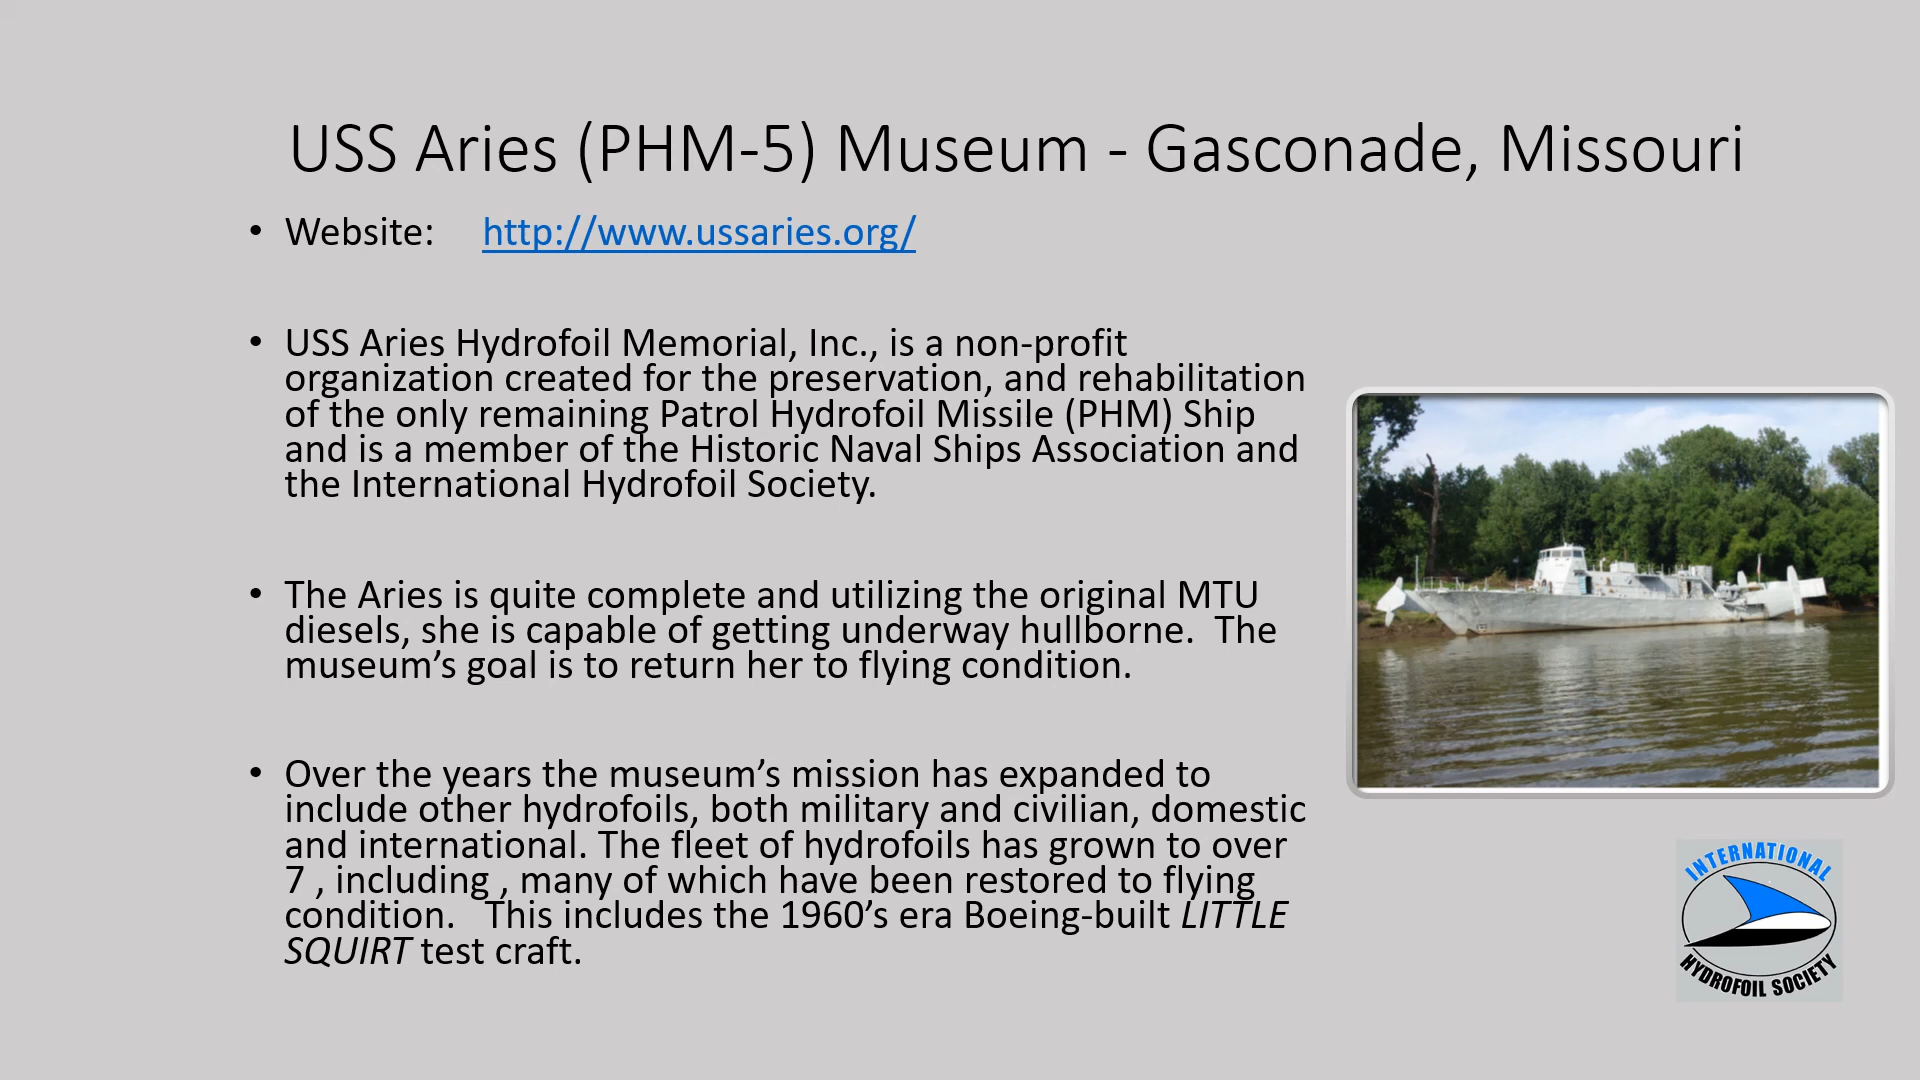 USS Aries (PHM-5) Museum - Gasconade, Missouri
• Website: http://www.ussaries.org/
• USS Aries Hydrofoil Memorial, Inc., is a non-profit
organization created for the preservation, and rehabilitation
of the only remaining Patrol Hydrofoil Missile (PHM) Ship
and is a member of the Historic Naval Ships Association and
the International Hydrofoil Society.
• The Aries is quite complete and utilizing the original MTU
diesels, she is capable of getting underway hullborne.  The
museum’s goal is to return her to flying condition.
• Over the years the museum’s mission has expanded to
include other hydrofoils, both military and civilian, domestic
and international. The fleet of hydrofoils has grown to over
7 , including , many of which have been restored to flying
condition.   This includes the 1960’s era Boeing-built LITTLE
SQUIRT test craft.
INTERNATIONAL
HYDROFOIL SOCIETY